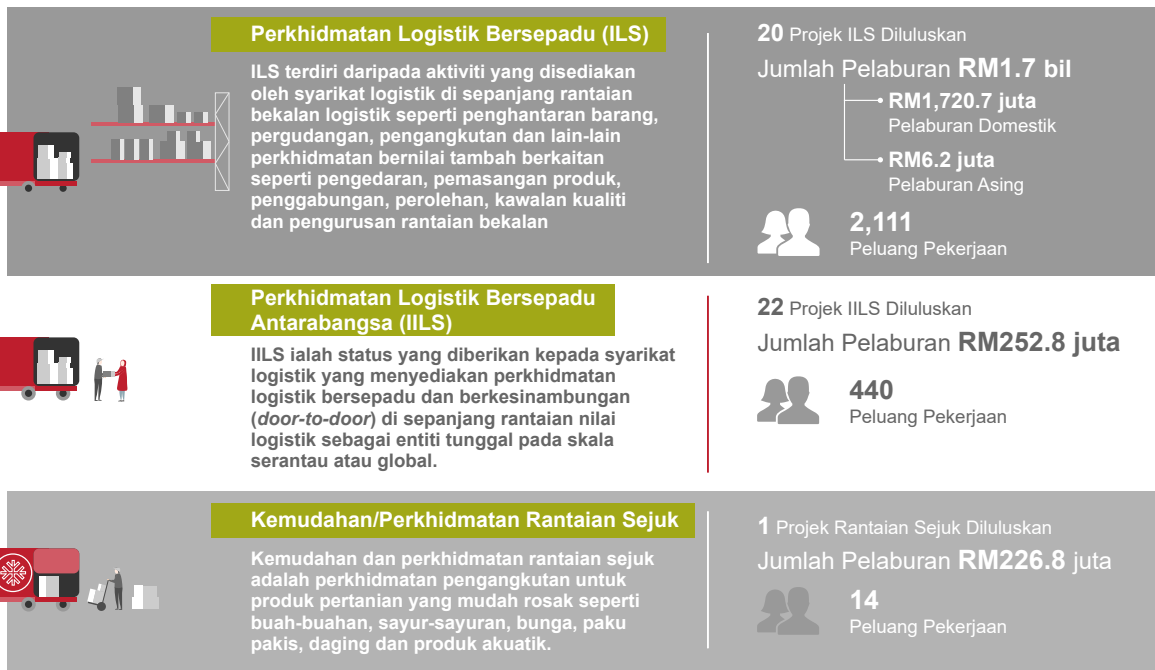 Perkhidmatan Logistik Bersepadu (ILS)
ILS terdiri daripada aktiviti yang disediakan
oleh syarikat logistik di sepanjang rantaian
bekalan logistik seperti penghantaran barang,
pergudangan, pengangkutan dan lain-lain
perkhidmatan bernilai tambah berkaitan
seperti pengedaran, pemasangan produk,
penggabungan, perolehan, kawalan kualiti
dan pengurusan rantaian bekalan
20 Projek ILS Diluluskan
Jumlah Pelaburan RM1.7 bil
RM1,720.7 juta
Pelaburan Domestik
RM6.2 juta
Pelaburan Asing
2,111
Peluang Pekerjaan
Perkhidmatan Logistik Bersepadu
Antarabangsa (IILS)
IILS ialah status yang diberikan kepada syarikat
logistik yang menyediakan perkhidmatan
logistik bersepadu dan berkesinambungan
(door-to-door) di sepanjang rantaian nilai
logistik sebagai entiti tunggal pada skala
serantau atau global.
22 Projek IILS Diluluskan
Jumlah Pelaburan RM252.8 juta
440
Peluang Pekerjaan
Kemudahan/Perkhidmatan Rantaian Sejuk
Kemudahan dan perkhidmatan rantaian sejuk
adalah perkhidmatan pengangkutan untuk
produk pertanian yang mudah rosak seperti
buah-buahan, sayur-sayuran, bunga, paku
pakis, daging dan produk akuatik.
1 Projek Rantaian Sejuk Diluluskan
Jumlah Pelaburan RM226.8 juta
14
Peluang Pekerjaan